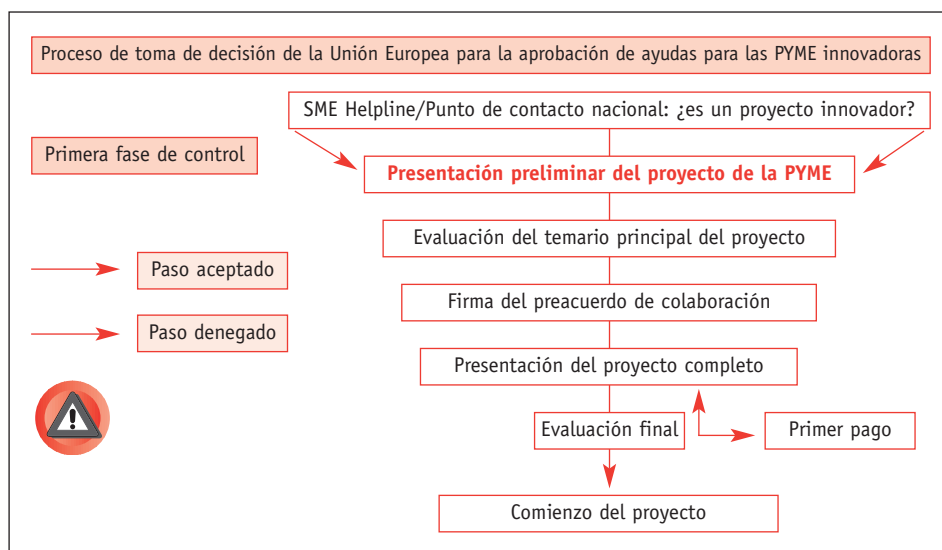 Proceso de toma de decisión de la Unión Europea para la aprobación de ayudas para las PYME innovadoras
SME Helpline/Punto de contacto nacional: ¿es un proyecto innovador?
Primera fase de control
Presentación preliminar del proyecto de la PYME
Evaluación del temario principal del proyecto
Paso aceptado
Firma del preacuerdo de colaboración
Paso denegado
Presentación del proyecto completo
Evaluación final
Primer pago
Comienzo del proyecto